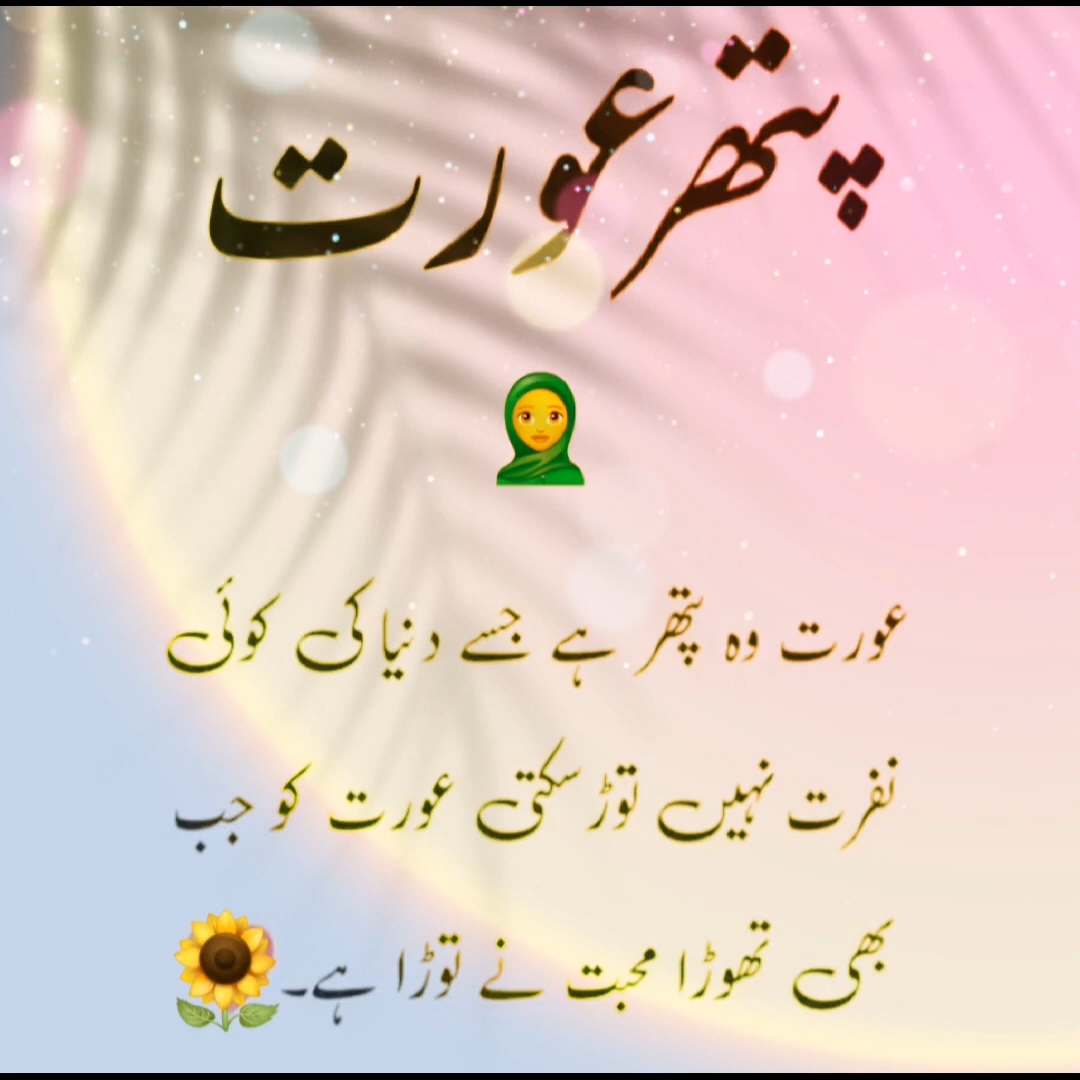 پتھر عورت
عورت وہ پتھر ہے جسے دنیا کی کوئی
نفرت نہیں توڑ سکتی عورت کو جب
بھی تھوڑا محبت نے توڑا ہے۔